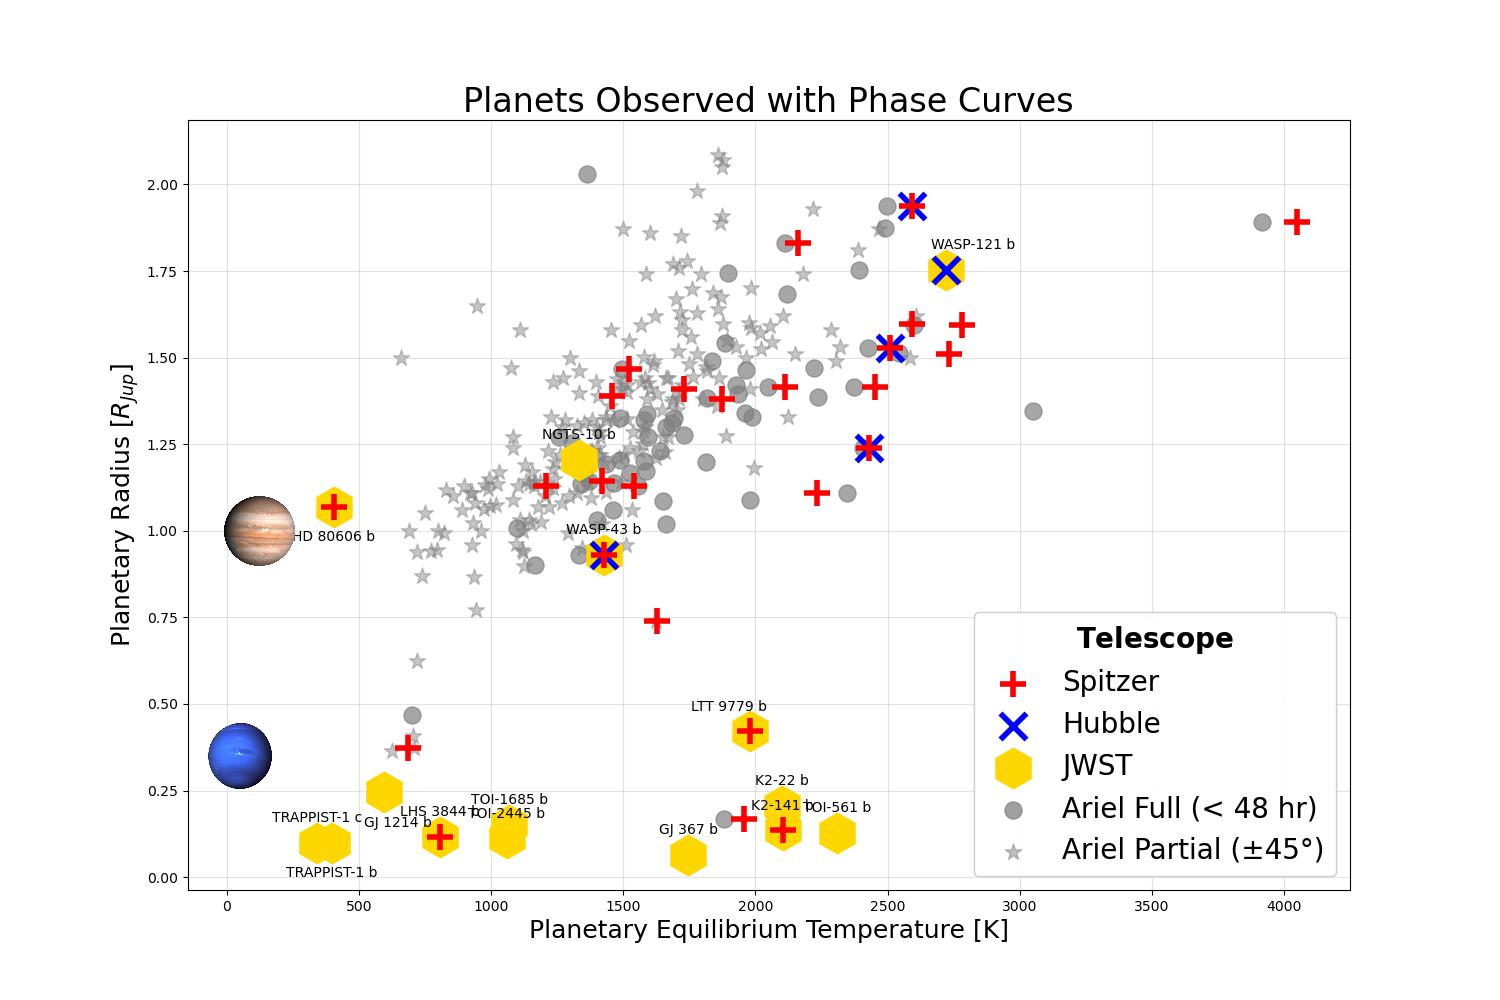 Planets Observed with Phase Curves
2.00
1.75
1.50
1.25
1.00
0.75
0.50
0.25
0.00
Planetary Radius [R_Jup]
WASP-121 b
NGTS-10 b
WASP-43 b
HD 80606 b
LTT 9779 b
K2-22 b
K2-141 b
TOI-561 b
GJ 367 b
TOI-1685 b
TOI-2445 b
LHS 3844 b
GJ 1214 b
TRAPPIST-1 c
TRAPPIST-1 b
Telescope
Spitzer
Hubble
JWST
Ariel Full (< 48 hr)
Ariel Partial (±45°)
0 500 1000 1500 2000 2500 3000 3500 4000
Planetary Equilibrium Temperature [K]